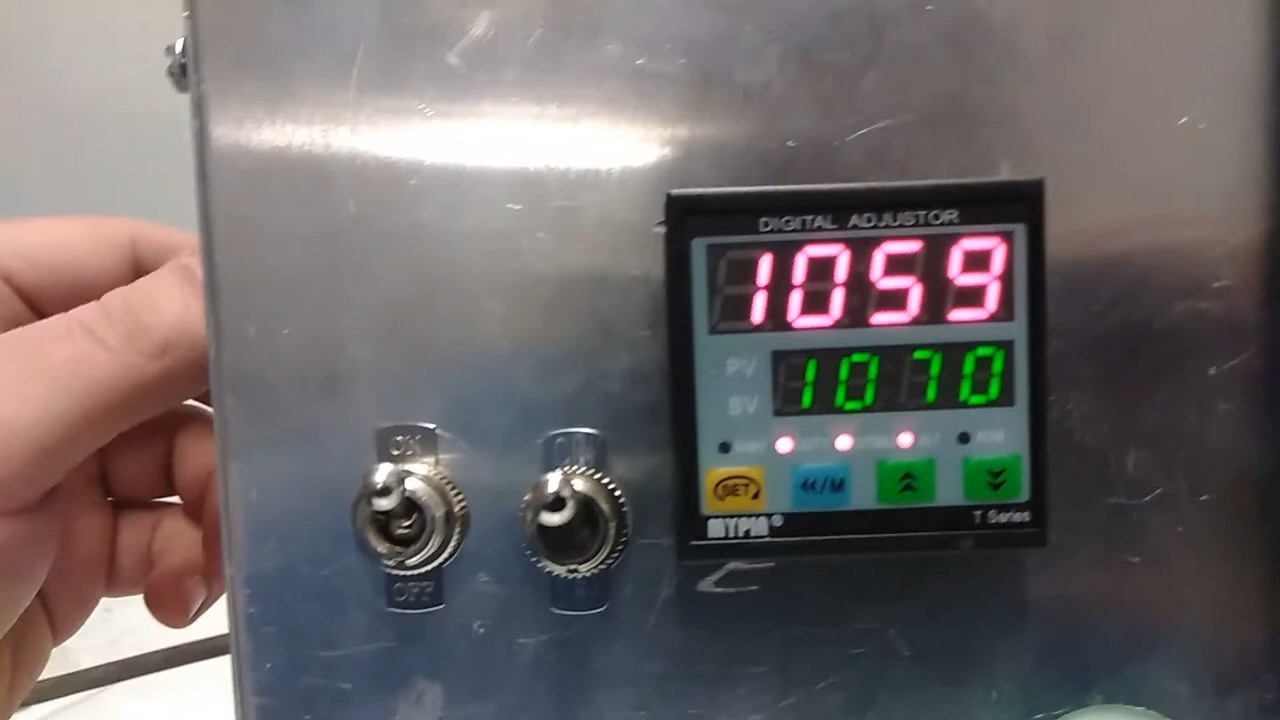 DIGITAL ADJUSTOR
1059
PV
1070
SV
SET
≪/M
MYPIN®
T Series
ON
OFF
C